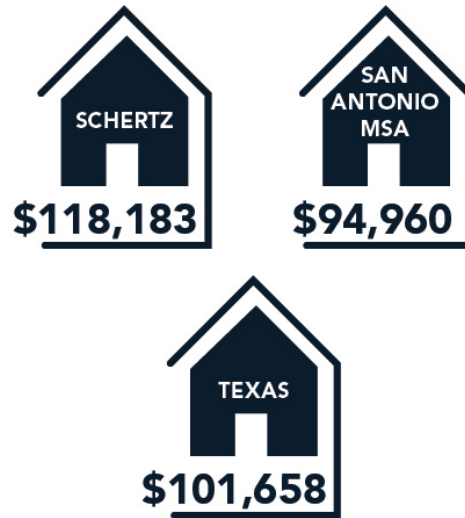 SCHERTZ
$118,183
SAN
ANTONIO
MSA
$94,960
TEXAS
$101,658